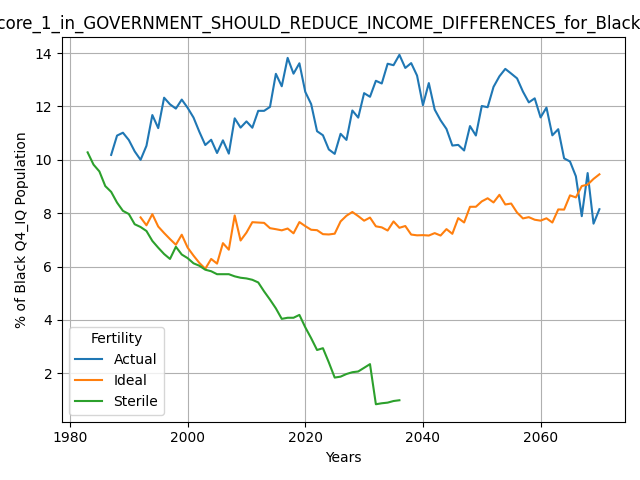 core_1_in_GOVERNMENT_SHOULD_REDUCE_INCOME_DIFFERENCES_for_Black
14
12
10
8
6
4
2
% of Black Q4_IQ Population
Fertility
Actual
Ideal
Sterile
1980
2000
2020
2040
2060
Years